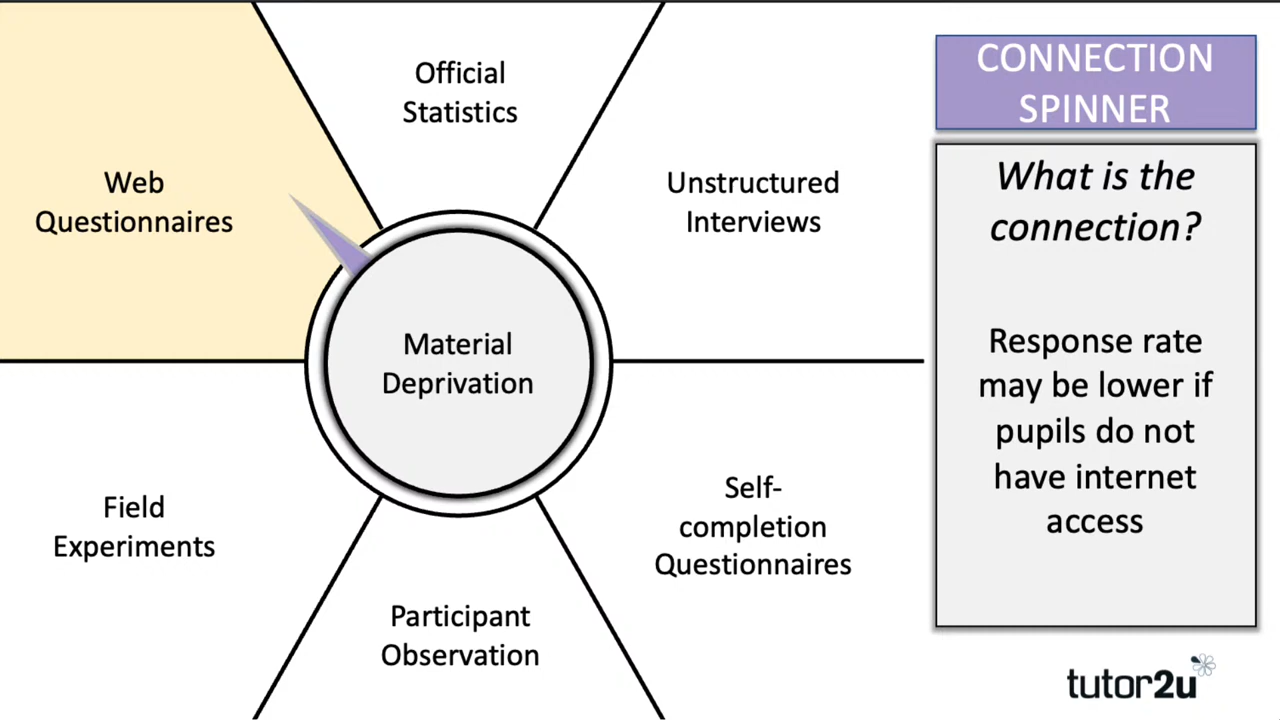 Official
Statistics
Web
Questionnaires
Unstructured
Interviews
Material
Deprivation
Field
Experiments
Self-
completion
Questionnaires
Participant
Observation
CONNECTION
SPINNER
What is the
connection?
Response rate
may be lower if
pupils do not
have internet
access
tutor2u